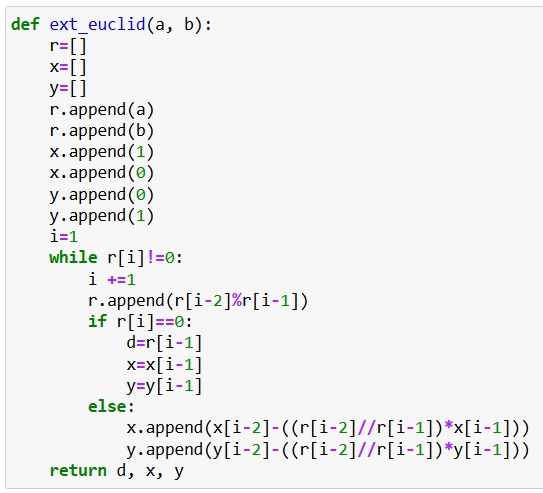 def ext_euclid(a, b):
    r=[]
    x=[]
    y=[]
    r.append(a)
    r.append(b)
    x.append(1)
    x.append(0)
    y.append(0)
    y.append(1)
    i=1
    while r[i]!=0:
        i +=1
        r.append(r[i-2]%r[i-1])
        if r[i]==0:
            d=r[i-1]
            x=x[i-1]
            y=y[i-1]
        else:
            x.append(x[i-2]-((r[i-2]//r[i-1])*x[i-1]))
            y.append(y[i-2]-((r[i-2]//r[i-1])*y[i-1]))
    return d, x, y